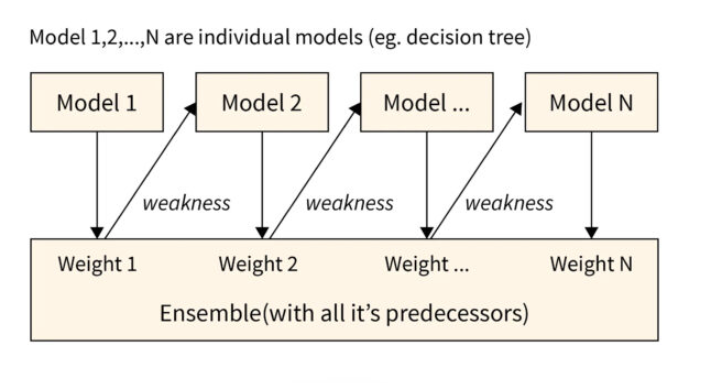 Model 1,2,...,N are individual models (eg. decision tree)
Model 1 Model 2 Model ... Model N
weakness weakness weakness
Weight 1 Weight 2 Weight ... Weight N
Ensemble(with all it's predecessors)